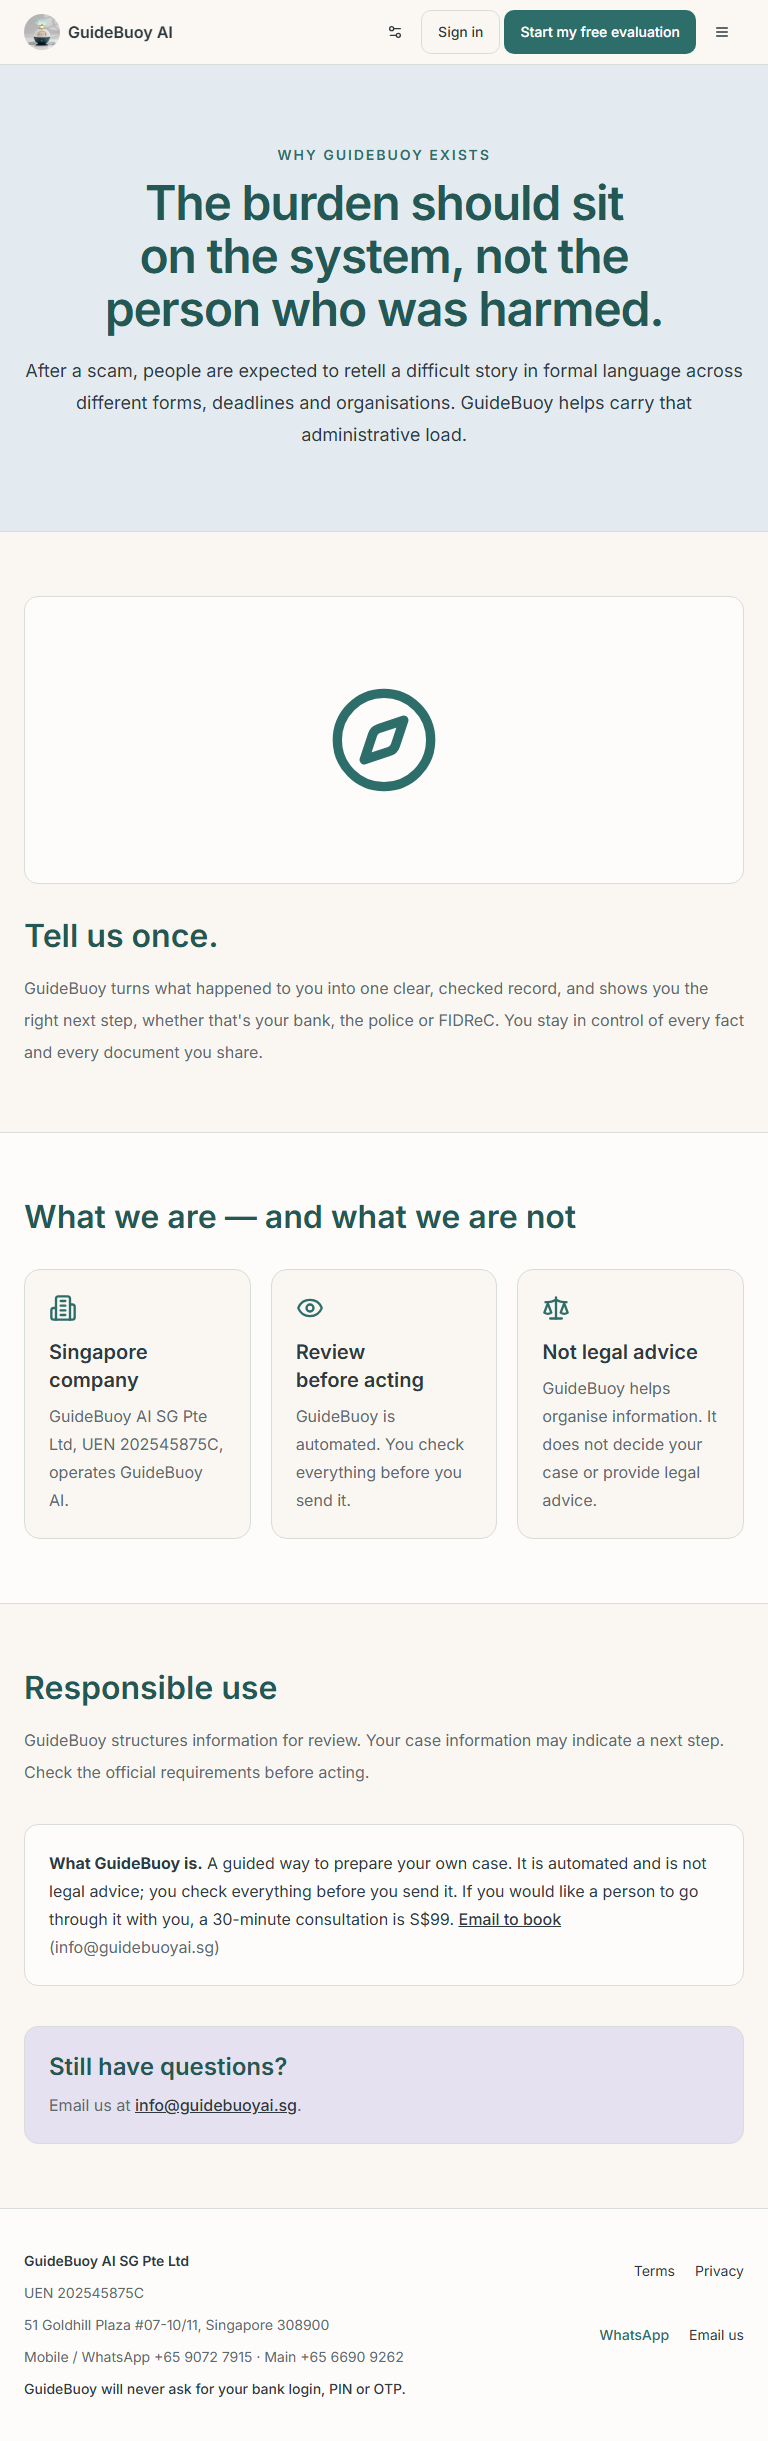 GuideBuoy AI
Sign in
Start my free evaluation
WHY GUIDEBUOY EXISTS
The burden should sit
on the system, not the
person who was harmed.
After a scam, people are expected to retell a difficult story in formal language across
different forms, deadlines and organisations. GuideBuoy helps carry that
administrative load.
Tell us once.
GuideBuoy turns what happened to you into one clear, checked record, and shows you the
right next step, whether that's your bank, the police or FIDReC. You stay in control of every fact
and every document you share.
What we are — and what we are not
Singapore
company
GuideBuoy AI SG Pte
Ltd, UEN 202545875C,
operates GuideBuoy
AI.
Review
before acting
GuideBuoy is
automated. You check
everything before you
send it.
Not legal advice
GuideBuoy helps
organise information. It
does not decide your
case or provide legal
advice.
Responsible use
GuideBuoy structures information for review. Your case information may indicate a next step.
Check the official requirements before acting.
What GuideBuoy is. A guided way to prepare your own case. It is automated and is not
legal advice; you check everything before you send it. If you would like a person to go
through it with you, a 30-minute consultation is S$99. Email to book
(info@guidebuoyai.sg)
Still have questions?
Email us at info@guidebuoyai.sg.
GuideBuoy AI SG Pte Ltd
UEN 202545875C
51 Goldhill Plaza #07-10/11, Singapore 308900
Mobile / WhatsApp +65 9072 7915 · Main +65 6690 9262
GuideBuoy will never ask for your bank login, PIN or OTP.
Terms
Privacy
WhatsApp
Email us